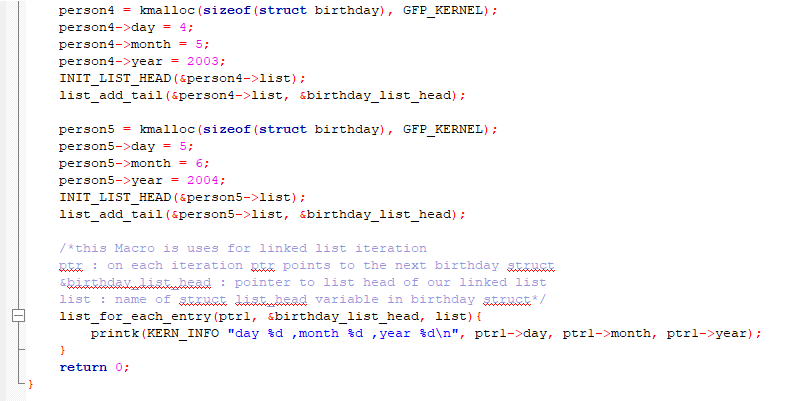 person4 = kmalloc(sizeof(struct birthday), GFP_KERNEL);
person4->day = 4;
person4->month = 5;
person4->year = 2003;
INIT_LIST_HEAD(&person4->list);
list_add_tail(&person4->list, &birthday_list_head);
person5 = kmalloc(sizeof(struct birthday), GFP_KERNEL);
person5->day = 5;
person5->month = 6;
person5->year = 2004;
INIT_LIST_HEAD(&person5->list);
list_add_tail(&person5->list, &birthday_list_head);
/*this Macro is uses for linked list iteration
ptr : on each iteration ptr points to the next birthday struct
&birthday_list_head : pointer to list head of our linked list
list : name of struct list_head variable in birthday struct*/
list_for_each_entry(ptr1, &birthday_list_head, list){
printk(KERN_INFO "day %d ,month %d ,year %d\n", ptr1->day, ptr1->month, ptr1->year);
}
return 0;
}